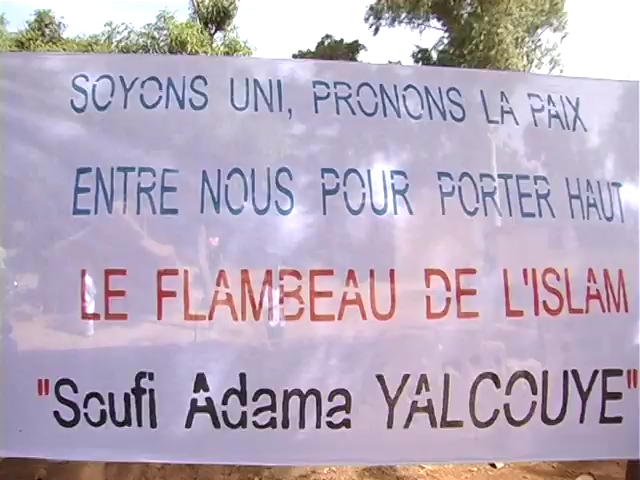 SOYONS UNI, PRONONS LA PAIX
ENTRE NOUS POUR PORTER HAUT
LE FLAMBEAU DE L'ISLAM
"Soufi Adama YALCOUYE"